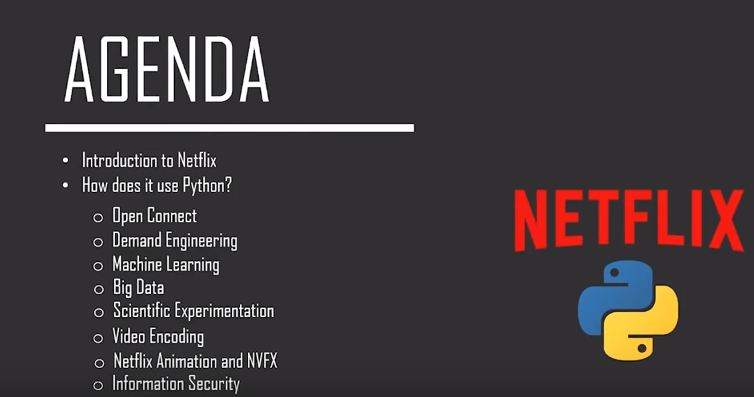 AGENDA
• Introduction to Netflix
• How does it use Python?
o Open Connect
o Demand Engineering
o Machine Learning
o Big Data
o Scientific Experimentation
o Video Encoding
o Netflix Animation and NVFX
o Information Security
NETFLIX